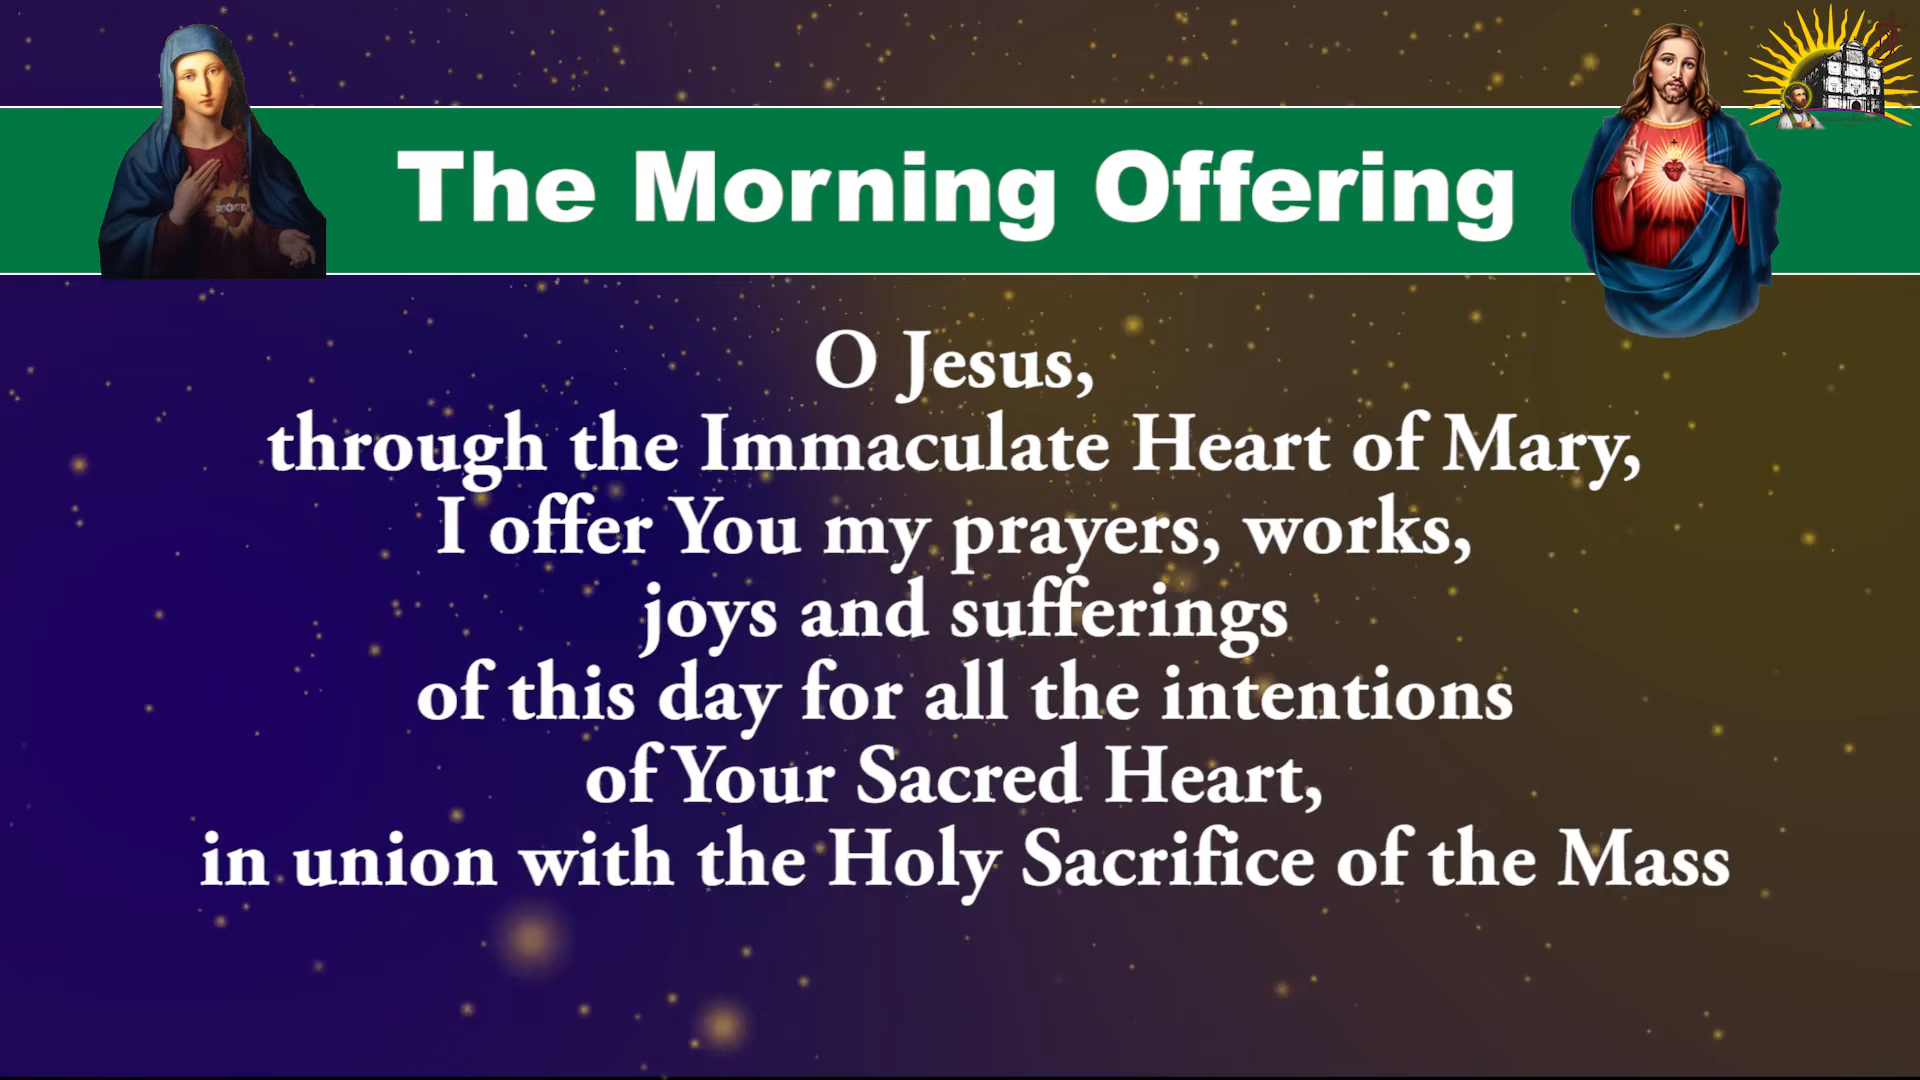 The Morning Offering
O Jesus,
through the Immaculate Heart of Mary,
I offer You my prayers, works,
joys and sufferings
of this day for all the intentions
of Your Sacred Heart,
in union with the Holy Sacrifice of the Mass